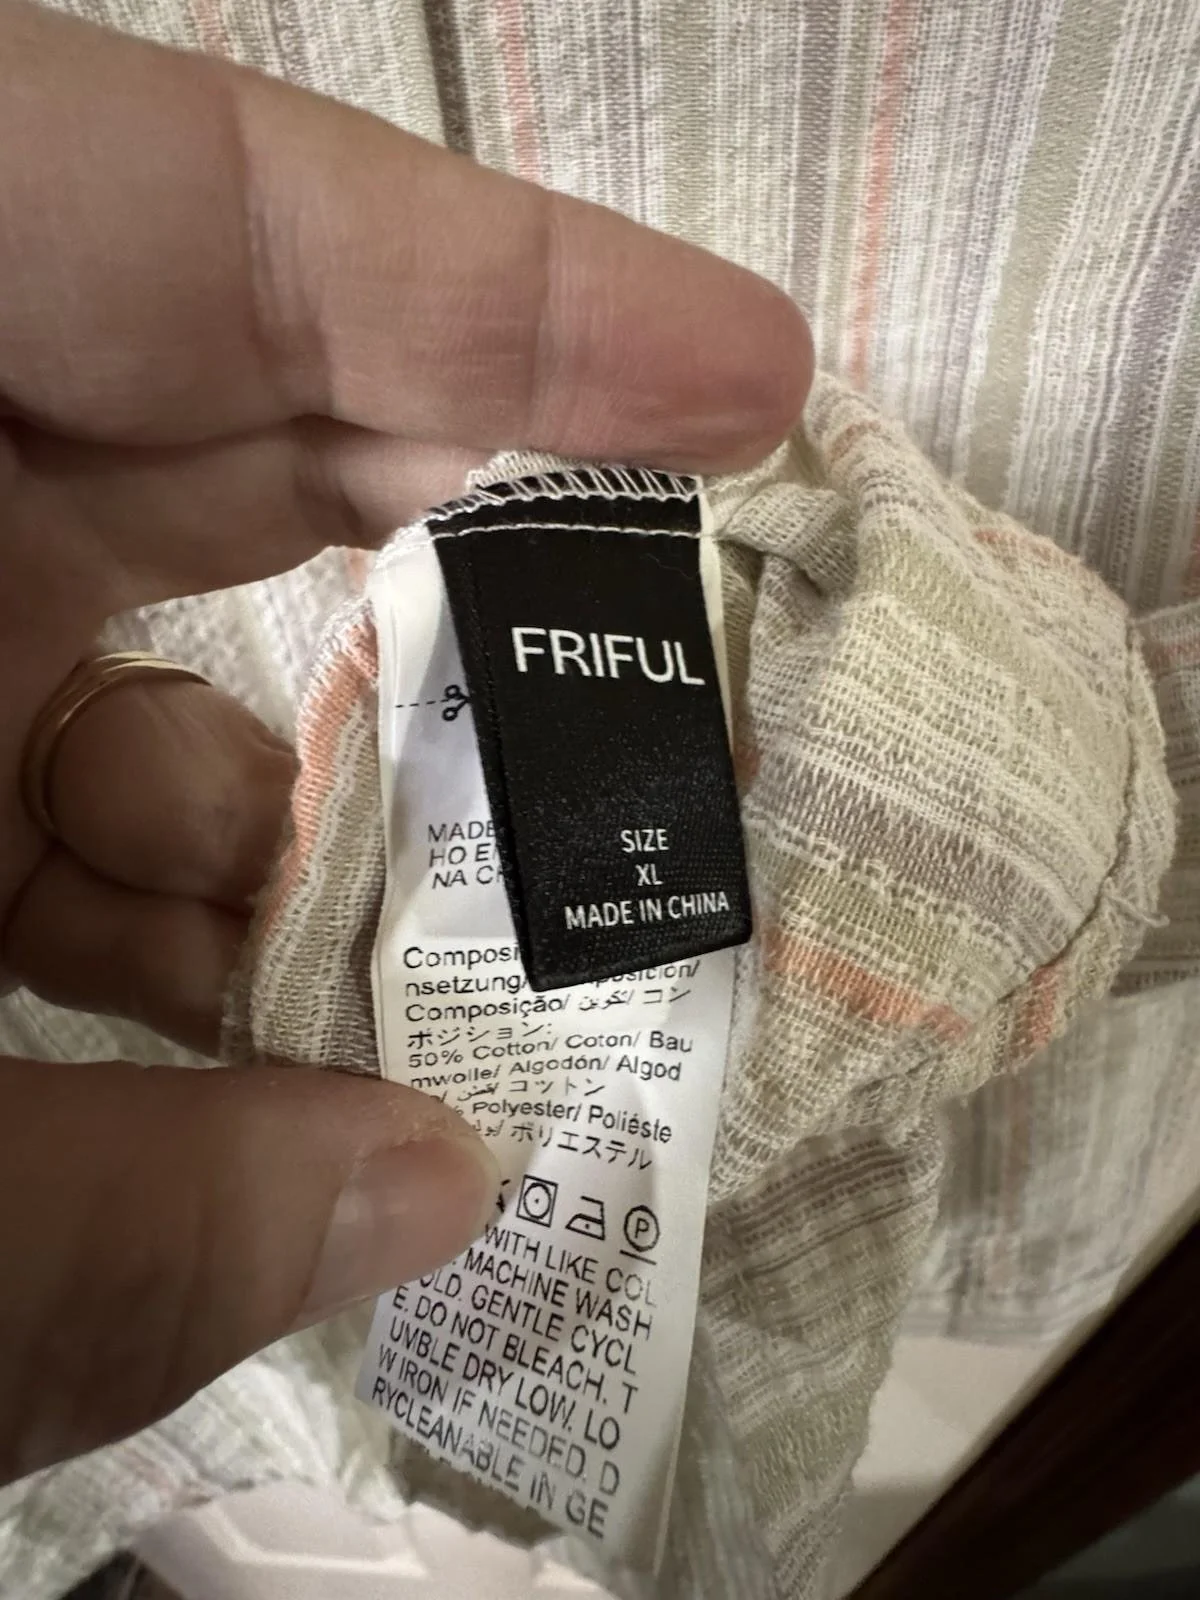 FRIFUL
SIZE
XL
MADE IN CHINA
MADE
HO
NA
nsetzung/
Composição/ تكوين/ コン
ポジション:
50% Cotton/ Coton/ Bau
mwolle/ Algodón/ Algod
قطن/ コットン
% Polyester/ Poliéste
ポリエステル
P
WITH LIKE COL
MACHINE WASH
OLD. GENTLE CYCL
E. DO NOT BLEACH. T
UMBLE DRY LOW. LO
W IRON IF NEEDED. D
RYCLEANABLE IN GE